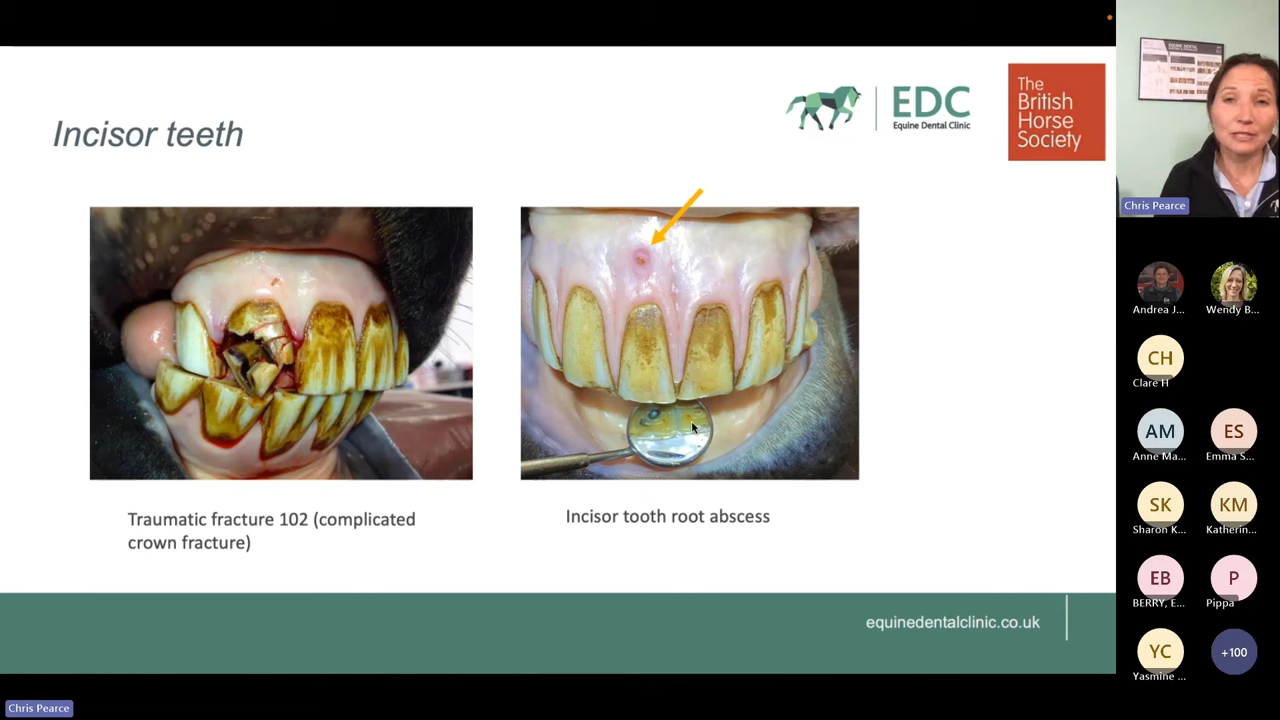 Incisor teeth
EDC
Equine Dental Clinic
The
British
Horse
Society
Traumatic fracture 102 (complicated
crown fracture)
Incisor tooth root abscess
equinedentalclinic.co.uk
Chris Pearce
EQUINE DENTAL
Chris Pearce
Andrea J...
Wendy B...
CH
Clare H
AM
Anne Ma...
ES
Emma S...
SK
Sharon K...
KM
Katherin...
EB
BERRY, E...
P
Pippa
YC
Yasmine ...
+100